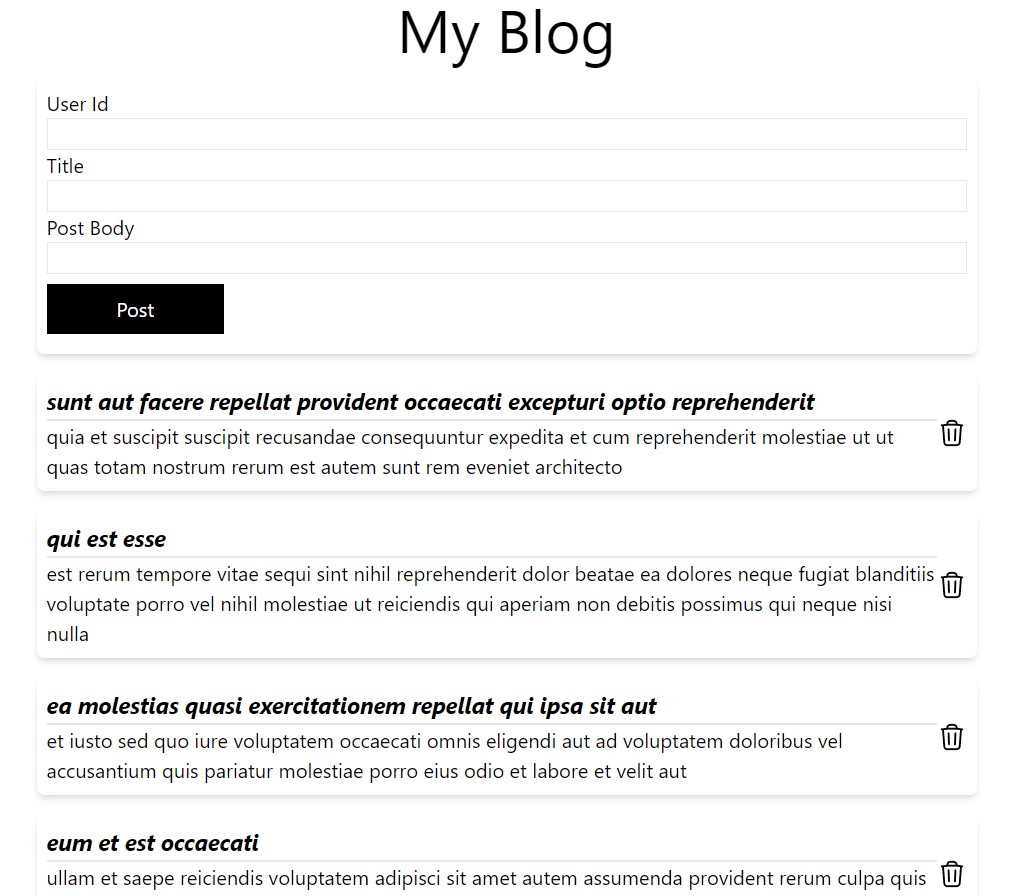 My Blog
User Id
Title
Post Body
Post
sunt aut facere repellat provident occaecati excepturi optio reprehenderit
quia et suscipit suscipit recusandae consequuntur expedita et cum reprehenderit molestiae ut ut
quas totam nostrum rerum est autem sunt rem eveniet architecto
qui est esse
est rerum tempore vitae sequi sint nihil reprehenderit dolor beatae ea dolores neque fugiat blanditiis
voluptate porro vel nihil molestiae ut reiciendis qui aperiam non debitis possimus qui neque nisi
nulla
ea molestias quasi exercitationem repellat qui ipsa sit aut
et iusto sed quo iure voluptatem occaecati omnis eligendi aut ad voluptatem doloribus vel
accusantium quis pariatur molestiae porro eius odio et labore et velit aut
eum et est occaecati
ullam et saepe reiciendis voluptatem adipisci sit amet autem assumenda provident rerum culpa quis